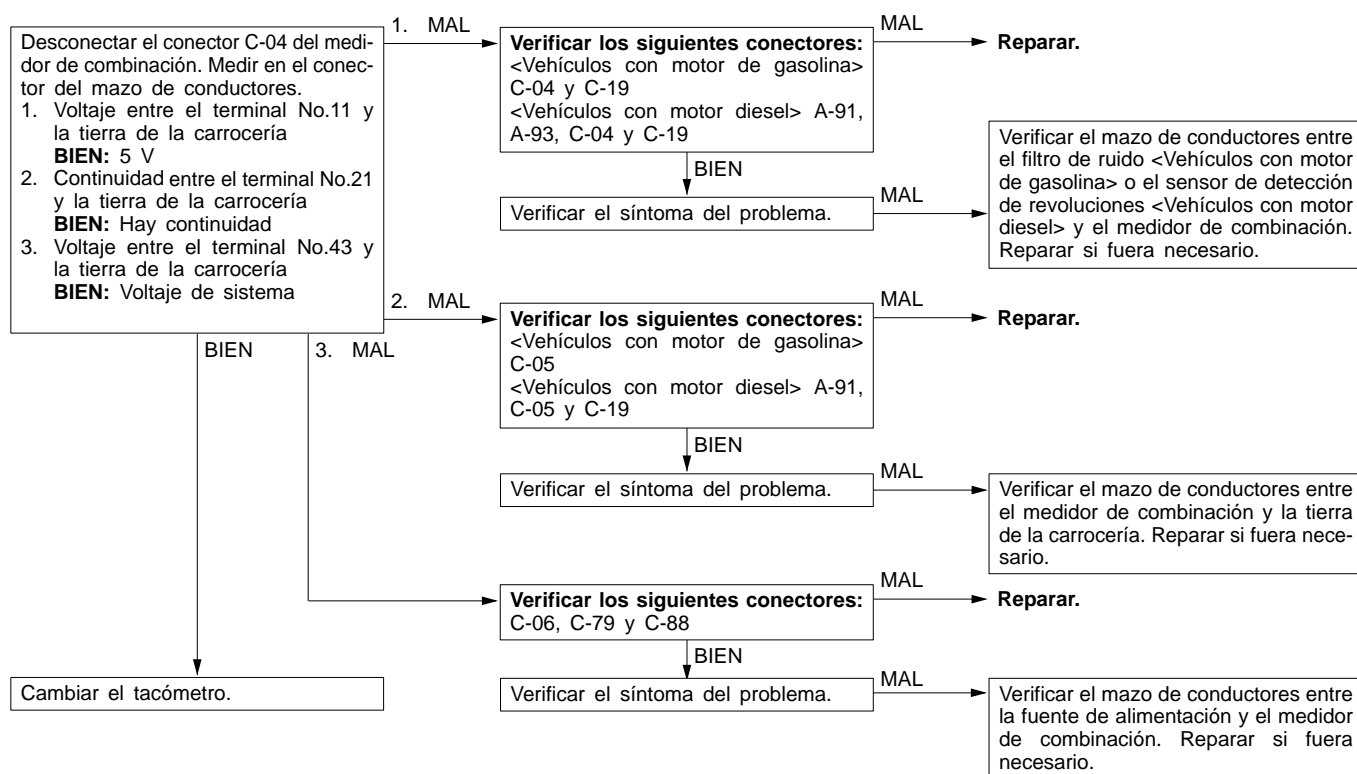 Desconectar el conector C-04 del medi-
dor de combinación. Medir en el conec-
tor del mazo de conductores.
1. Voltaje entre el terminal No.11 y
la tierra de la carrocería
BIEN: 5 V
2. Continuidad entre el terminal No.21
y la tierra de la carrocería
BIEN: Hay continuidad
3. Voltaje entre el terminal No.43 y
la tierra de la carrocería
BIEN: Voltaje de sistema
1. MAL
Verificar los siguientes conectores:
<Vehículos con motor de gasolina>
C-04 y C-19
<Vehículos con motor diesel> A-91,
A-93, C-04 y C-19
MAL
Reparar.
BIEN
Verificar el síntoma del problema.
MAL
Verificar el mazo de conductores entre
el filtro de ruido <Vehículos con motor
de gasolina> o el sensor de detección
de revoluciones <Vehículos con motor
diesel> y el medidor de combinación.
Reparar si fuera necesario.
2. MAL
Verificar los siguientes conectores:
<Vehículos con motor de gasolina>
C-05
<Vehículos con motor diesel> A-91,
C-05 y C-19
MAL
Reparar.
BIEN
Verificar el síntoma del problema.
MAL
Verificar el mazo de conductores entre
el medidor de combinación y la tierra
de la carrocería. Reparar si fuera nece-
sario.
BIEN
3. MAL
Verificar los siguientes conectores:
C-06, C-79 y C-88
MAL
Reparar.
BIEN
Verificar el síntoma del problema.
MAL
Verificar el mazo de conductores entre
la fuente de alimentación y el medidor
de combinación. Reparar si fuera
necesario.
Cambiar el tacómetro.